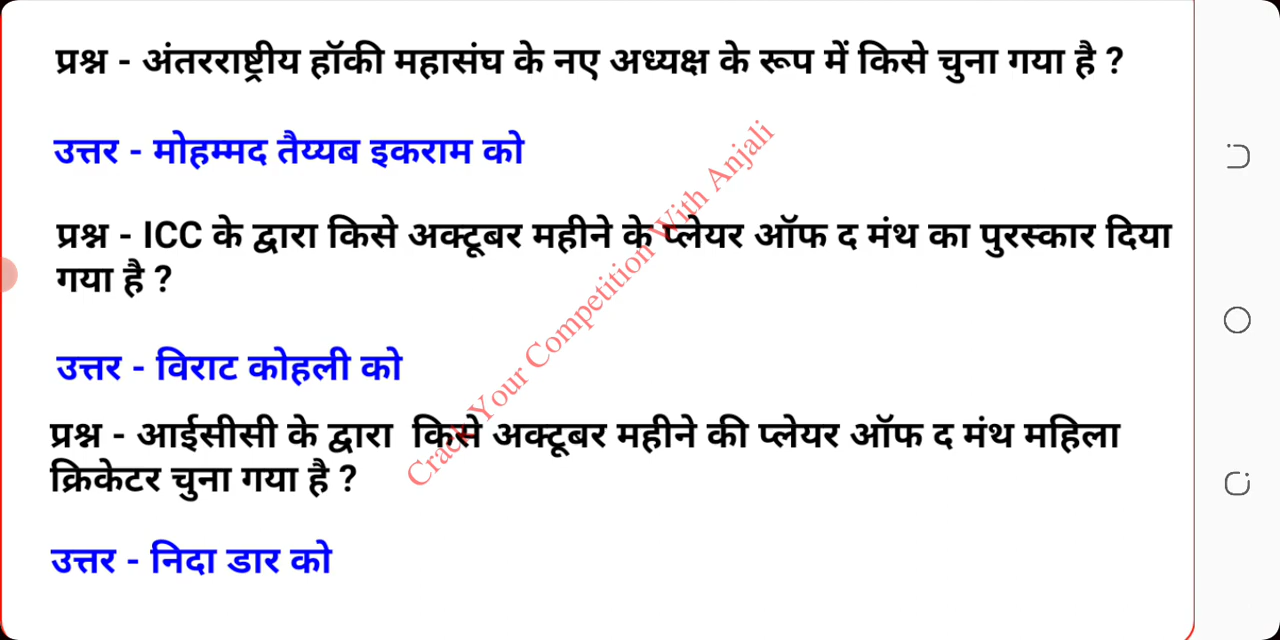 प्रश्न - अंतरराष्ट्रीय हॉकी महासंघ के नए अध्यक्ष के रूप में किसे चुना गया है ?
उत्तर - मोहम्मद तैय्यब इकराम को
प्रश्न - ICC के द्वारा किसे अक्टूबर महीने के प्लेयर ऑफ द मंथ का पुरस्कार दिया
गया है ?
उत्तर - विराट कोहली को
प्रश्न - आईसीसी के द्वारा किसे अक्टूबर महीने की प्लेयर ऑफ द मंथ महिला
क्रिकेटर चुना गया है ?
उत्तर - निदा डार को
Crack Your Competition With Anjali